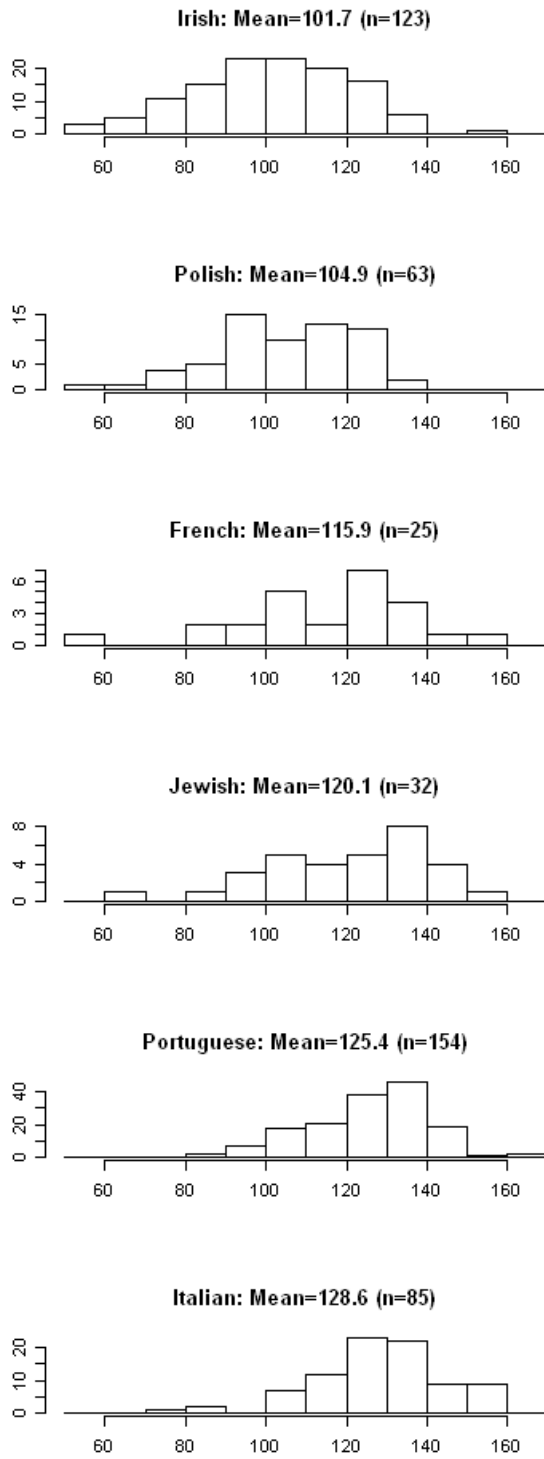 Irish: Mean=101.7 (n=123)
0 10 20
60 80 100 120 140 160
Polish: Mean=104.9 (n=63)
0 5 15
60 80 100 120 140 160
French: Mean=115.9 (n=25)
0 3 6
60 80 100 120 140 160
Jewish: Mean=120.1 (n=32)
0 4 8
60 80 100 120 140 160
Portuguese: Mean=125.4 (n=154)
0 20 40
60 80 100 120 140 160
Italian: Mean=128.6 (n=85)
0 10 20
60 80 100 120 140 160